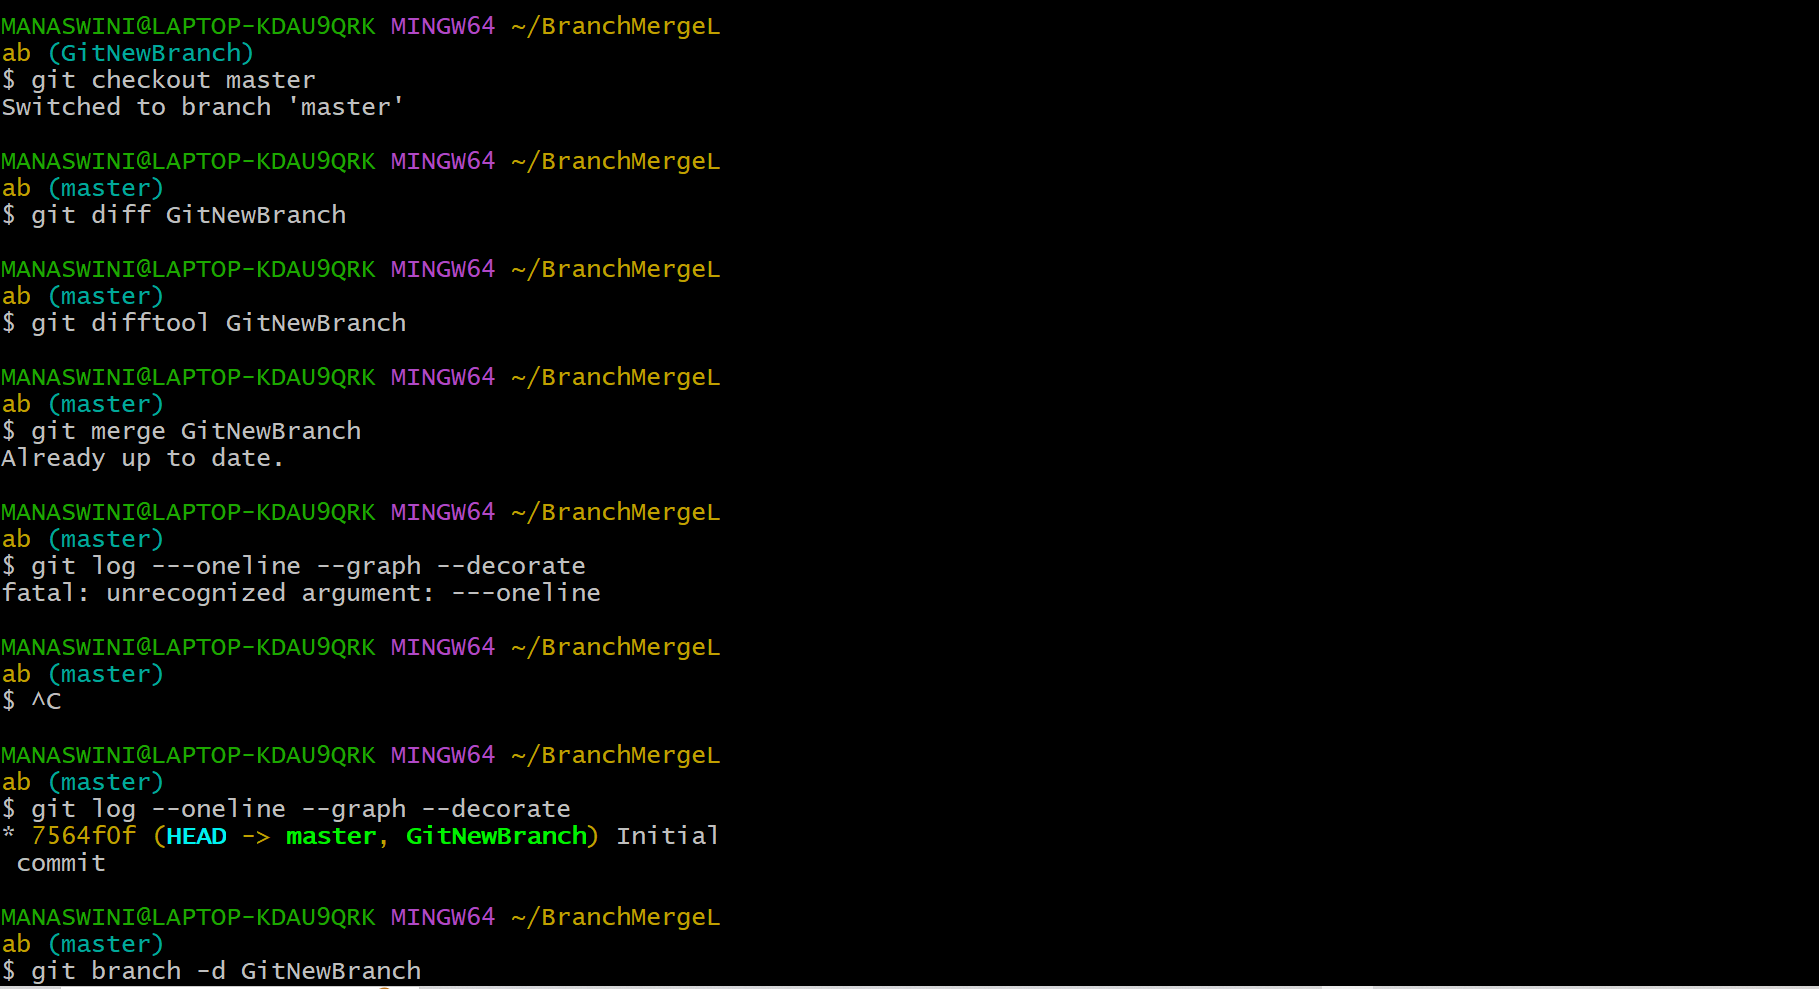 MANASWINI@LAPTOP-KDAU9QRK MINGW64 ~/BranchMergeL
ab (GitNewBranch)
$ git checkout master
Switched to branch 'master'
MANASWINI@LAPTOP-KDAU9QRK MINGW64 ~/BranchMergeL
ab (master)
$ git diff GitNewBranch
MANASWINI@LAPTOP-KDAU9QRK MINGW64 ~/BranchMergeL
ab (master)
$ git difftool GitNewBranch
MANASWINI@LAPTOP-KDAU9QRK MINGW64 ~/BranchMergeL
ab (master)
$ git merge GitNewBranch
Already up to date.
MANASWINI@LAPTOP-KDAU9QRK MINGW64 ~/BranchMergeL
ab (master)
$ git log ---oneline --graph --decorate
fatal: unrecognized argument: ---oneline
MANASWINI@LAPTOP-KDAU9QRK MINGW64 ~/BranchMergeL
ab (master)
$ ^C
MANASWINI@LAPTOP-KDAU9QRK MINGW64 ~/BranchMergeL
ab (master)
$ git log --oneline --graph --decorate
* 7564f0f (HEAD -> master, GitNewBranch) Initial
 commit
MANASWINI@LAPTOP-KDAU9QRK MINGW64 ~/BranchMergeL
ab (master)
$ git branch -d GitNewBranch